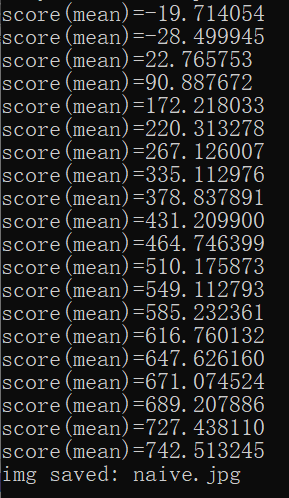 score(mean)=-19.714054
score(mean)=-28.499945
score(mean)=22.765753
score(mean)=90.887672
score(mean)=172.218033
score(mean)=220.313278
score(mean)=267.126007
score(mean)=335.112976
score(mean)=378.837891
score(mean)=431.209900
score(mean)=464.746399
score(mean)=510.175873
score(mean)=549.112793
score(mean)=585.232361
score(mean)=616.760132
score(mean)=647.626160
score(mean)=671.074524
score(mean)=689.207886
score(mean)=727.438110
score(mean)=742.513245
img saved: naive.jpg